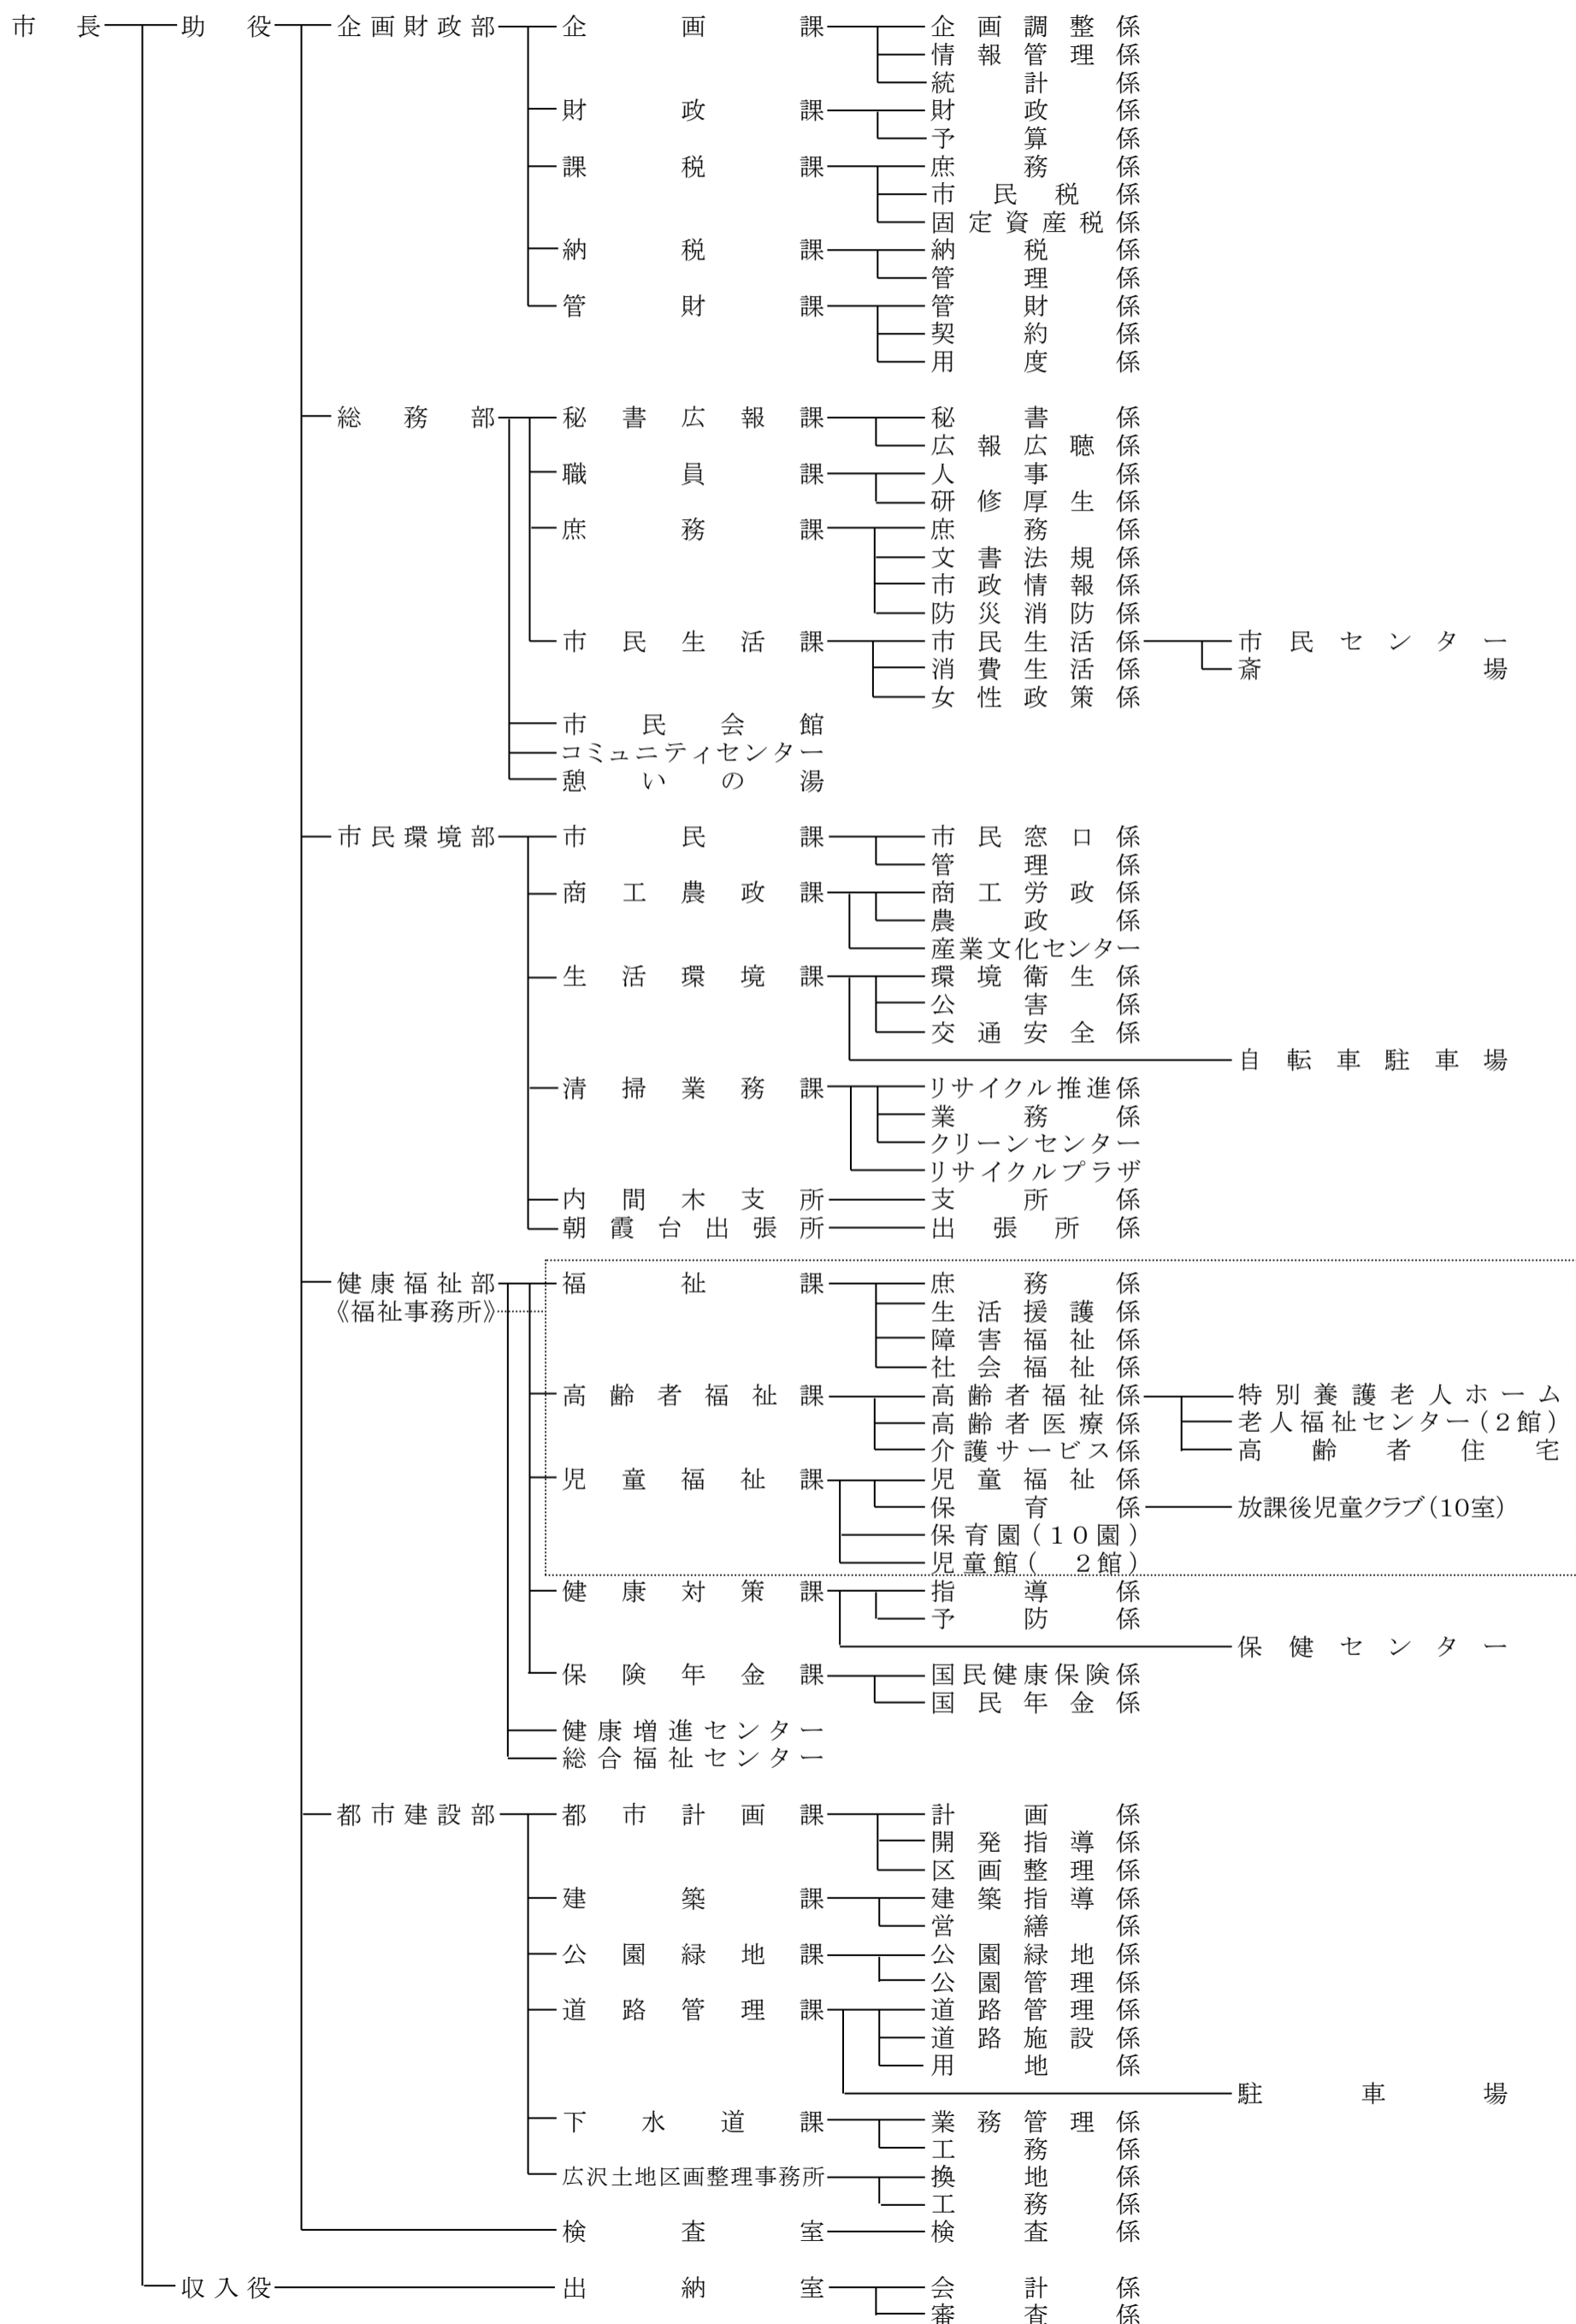 市長 助役 企画財政部 企画課 企画調整係
情報管理係
統計係
財政課 財政係
予算係
課税課 庶務係
市民税係
固定資産税係
納税課 納税係
管理係
管財課 管財係
契約係
用度係
総務部 秘書広報課 秘書係
広報広聴係
職員課 人事係
研修厚生係
庶務課 庶務係
文書法規係
市政情報係
防災消防係
市民生活課 市民生活係 市民センター
消費生活係 斎場
女性政策係
市民会館
コミュニティセンター
憩いの湯
市民環境部 市民課 市民窓口係
管理係
商工農政課 商工労政係
農政係
産業文化センター
生活環境課 環境衛生係
公害係
交通安全係
自転車駐車場
清掃業務課 リサイクル推進係
業務係
クリーンセンター
リサイクルプラザ
内間木支所 支所係
朝霞台出張所 出張所係
健康福祉部 福祉課 庶務係
《福祉事務所》 生活援護係
障害福祉係
社会福祉係
高齢者福祉課 高齢者福祉係 特別養護老人ホーム
高齢者医療係 老人福祉センター(2館)
介護サービス係 高齢者住宅
児童福祉課 児童福祉係
保育係 放課後児童クラブ(10室)
保育園(10園)
児童館( 2館)
健康対策課 指導係
予防係
保健センター
保険年金課 国民健康保険係
国民年金係
健康増進センター
総合福祉センター
都市建設部 都市計画課 計画係
開発指導係
区画整理係
建築課 建築指導係
営繕係
公園緑地課 公園緑地係
公園管理係
道路管理課 道路管理係
道路施設係
用地係
駐車場
下水道課 業務管理係
工務係
広沢土地区画整理事務所 換地係
工務係
検査室 検査係
収入役 出納室 会計係
審査係